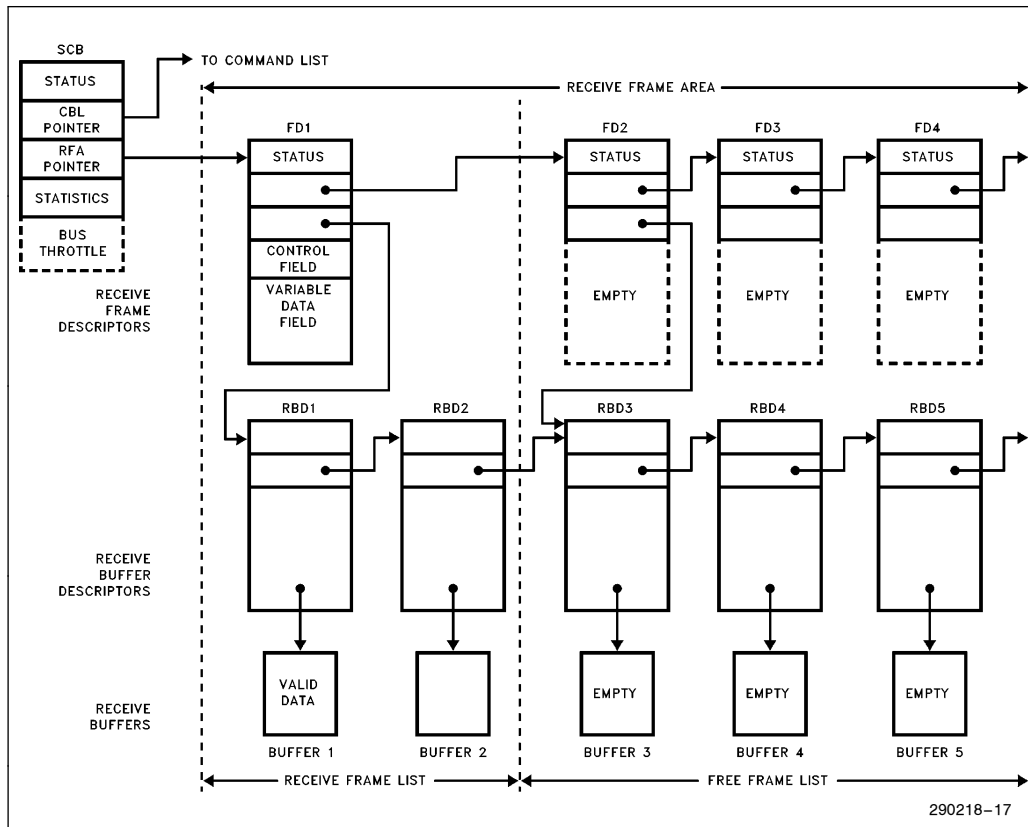 SCB
STATUS
CBL
POINTER
RFA
POINTER
STATISTICS
BUS
THROTTLE
TO COMMAND LIST
RECEIVE FRAME AREA
RECEIVE
FRAME
DESCRIPTORS
FD1
STATUS
CONTROL
FIELD
VARIABLE
DATA
FIELD
FD2
STATUS
EMPTY
FD3
STATUS
EMPTY
FD4
STATUS
EMPTY
RECEIVE
BUFFER
DESCRIPTORS
RBD1
RBD2
RBD3
RBD4
RBD5
RECEIVE
BUFFERS
VALID
DATA
BUFFER 1
BUFFER 2
EMPTY
BUFFER 3
EMPTY
BUFFER 4
EMPTY
BUFFER 5
RECEIVE FRAME LIST
FREE FRAME LIST
290218–17